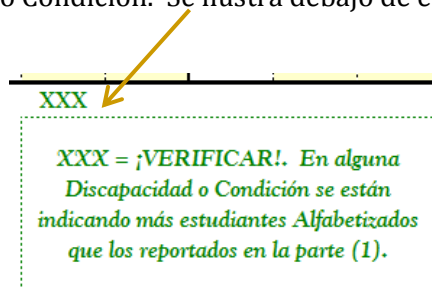 o Condición. Se ilustra debajo de c
XXX
XXX = ¡VERIFICAR!. En alguna
Discapacidad o Condición se están
indicando más estudiantes Alfabetizados
que los reportados en la parte (1).